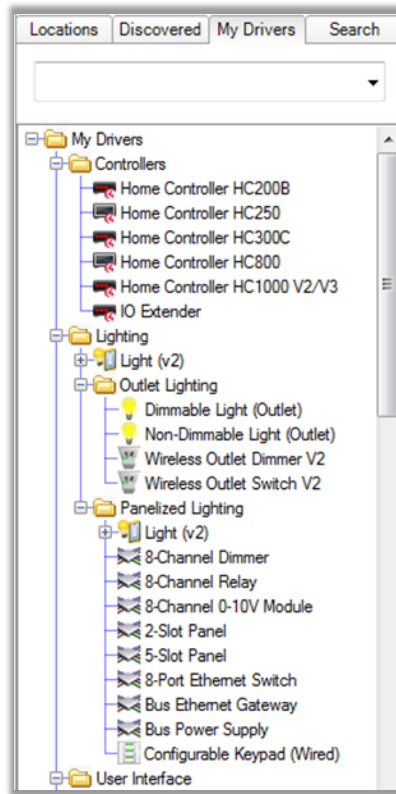 Locations Discovered My Drivers Search
My Drivers
Controllers
Home Controller HC200B
Home Controller HC250
Home Controller HC300C
Home Controller HC800
Home Controller HC1000 V2/V3
IO Extender
Lighting
Light (v2)
Outlet Lighting
Dimmable Light (Outlet)
Non-Dimmable Light (Outlet)
Wireless Outlet Dimmer V2
Wireless Outlet Switch V2
Panelized Lighting
Light (v2)
8-Channel Dimmer
8-Channel Relay
8-Channel 0-10V Module
2-Slot Panel
5-Slot Panel
8-Port Ethernet Switch
Bus Ethernet Gateway
Bus Power Supply
Configurable Keypad (Wired)
User Interface